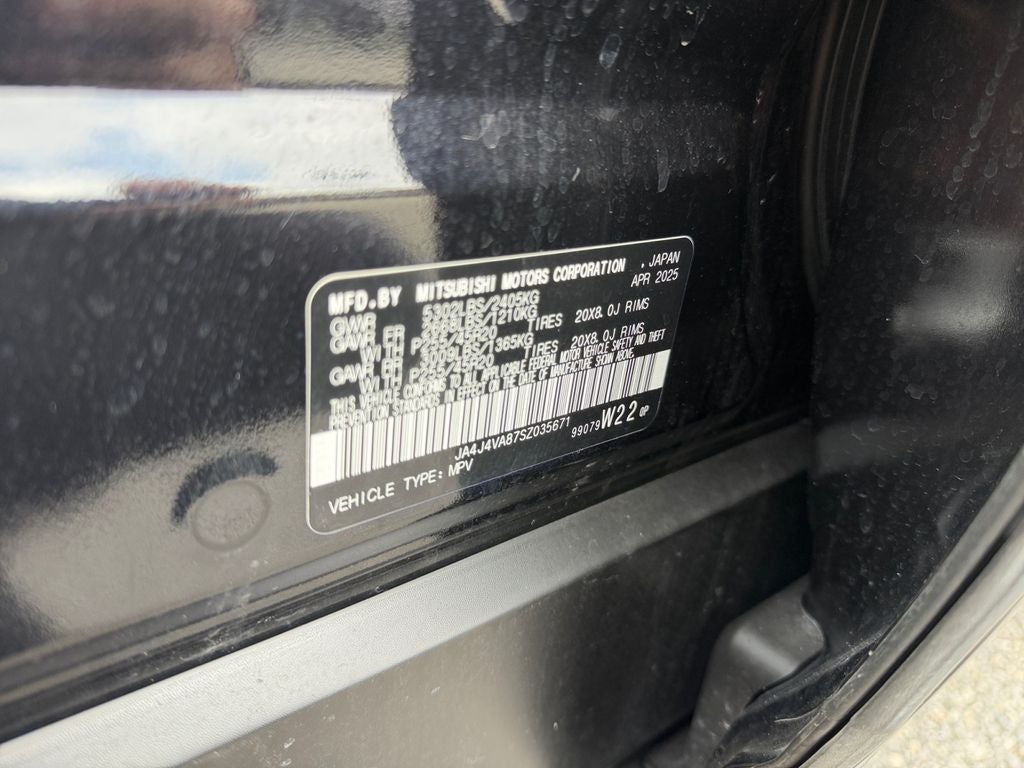 MFD.BY MITSUBISHI MOTORS CORPORATION , JAPAN
APR 2025
GVWR 5302LBS/2405KG
GAWR FR 2668LBS/1210KG
WITH P255/45R20 TIRES 20X8.0J RIMS
GAWR RR 3009LBS/1365KG
WITH P255/45R20 TIRES 20X8.0J RIMS
THIS VEHICLE CONFORMS TO ALL APPLICABLE FEDERAL MOTOR VEHICLE SAFETY AND THEFT
PREVENTION STANDARDS IN EFFECT ON THE DATE OF MANUFACTURE SHOWN ABOVE.
JA4J4VA87SZ035671
99079 W22 0P
VEHICLE TYPE: MPV